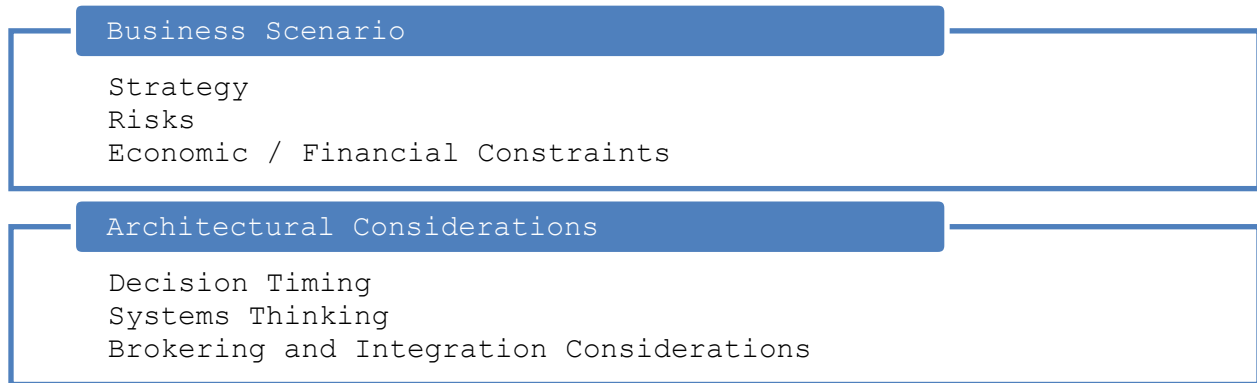 Business Scenario
Strategy
Risks
Economic / Financial Constraints
Architectural Considerations
Decision Timing
Systems Thinking
Brokering and Integration Considerations